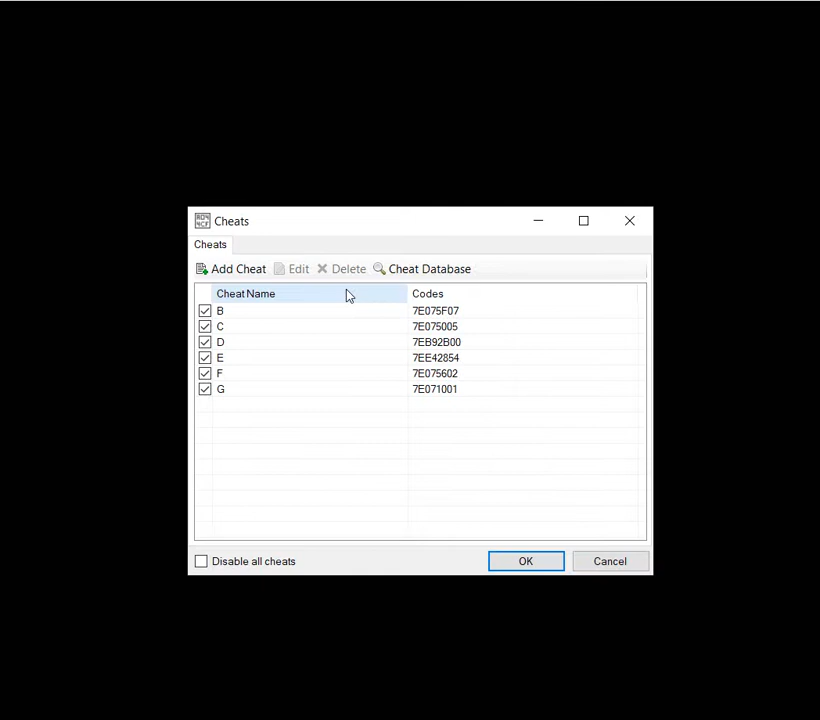 Cheats
Cheats
Add Cheat Edit Delete Cheat Database
Cheat Name Codes
B 7E075F07
C 7E075005
D 7EB92B00
E 7EE42854
F 7E075602
G 7E071001
Disable all cheats OK Cancel